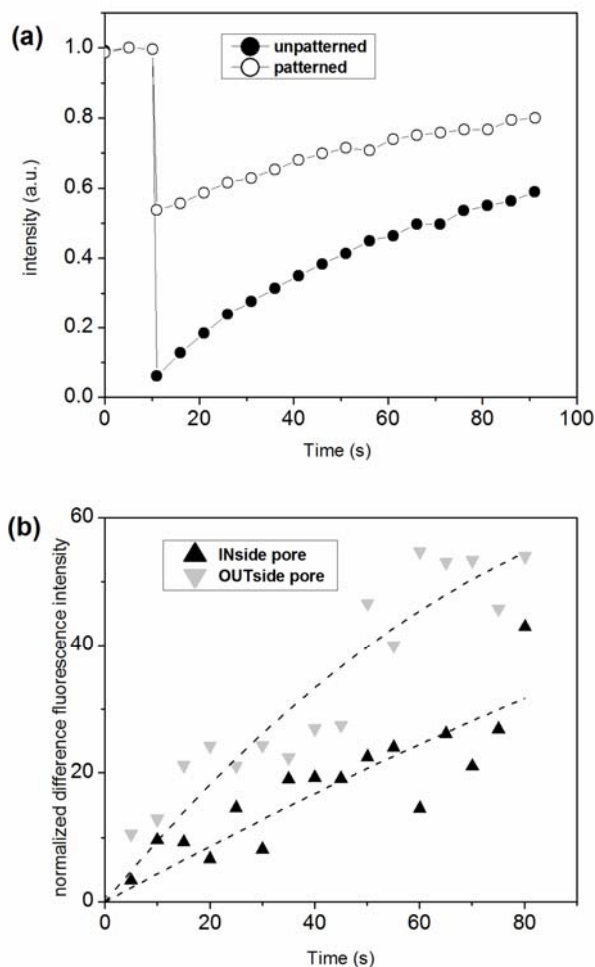 (a)
unpatterned
patterned
intensity (a.u.)
1.0
0.8
0.6
0.4
0.2
0.0
0 20 40 60 80 100
Time (s)
(b)
INside pore
OUTside pore
normalized difference fluorescence intensity
60
40
20
0
0 20 40 60 80
Time (s)